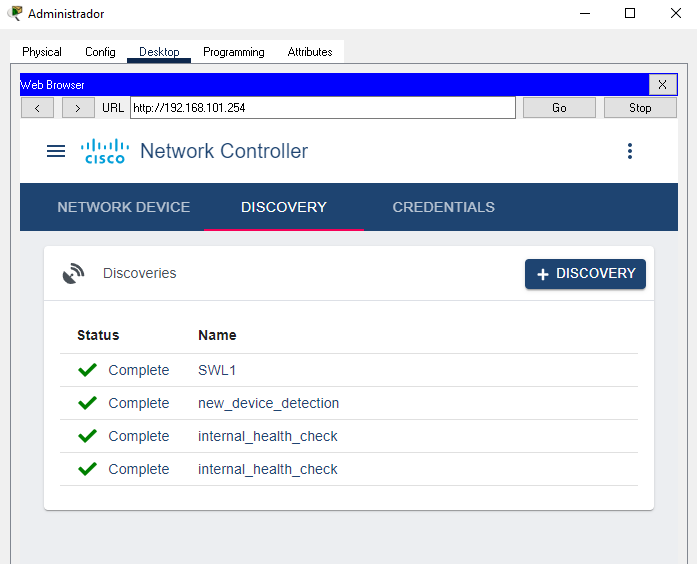 Administrador
Physical Config Desktop Programming Attributes
Web Browser X
< > URL http://192.168.101.254 Go Stop
CISCO Network Controller
NETWORK DEVICE DISCOVERY CREDENTIALS
Discoveries + DISCOVERY
Status Name
Complete SWL1
Complete new_device_detection
Complete internal_health_check
Complete internal_health_check